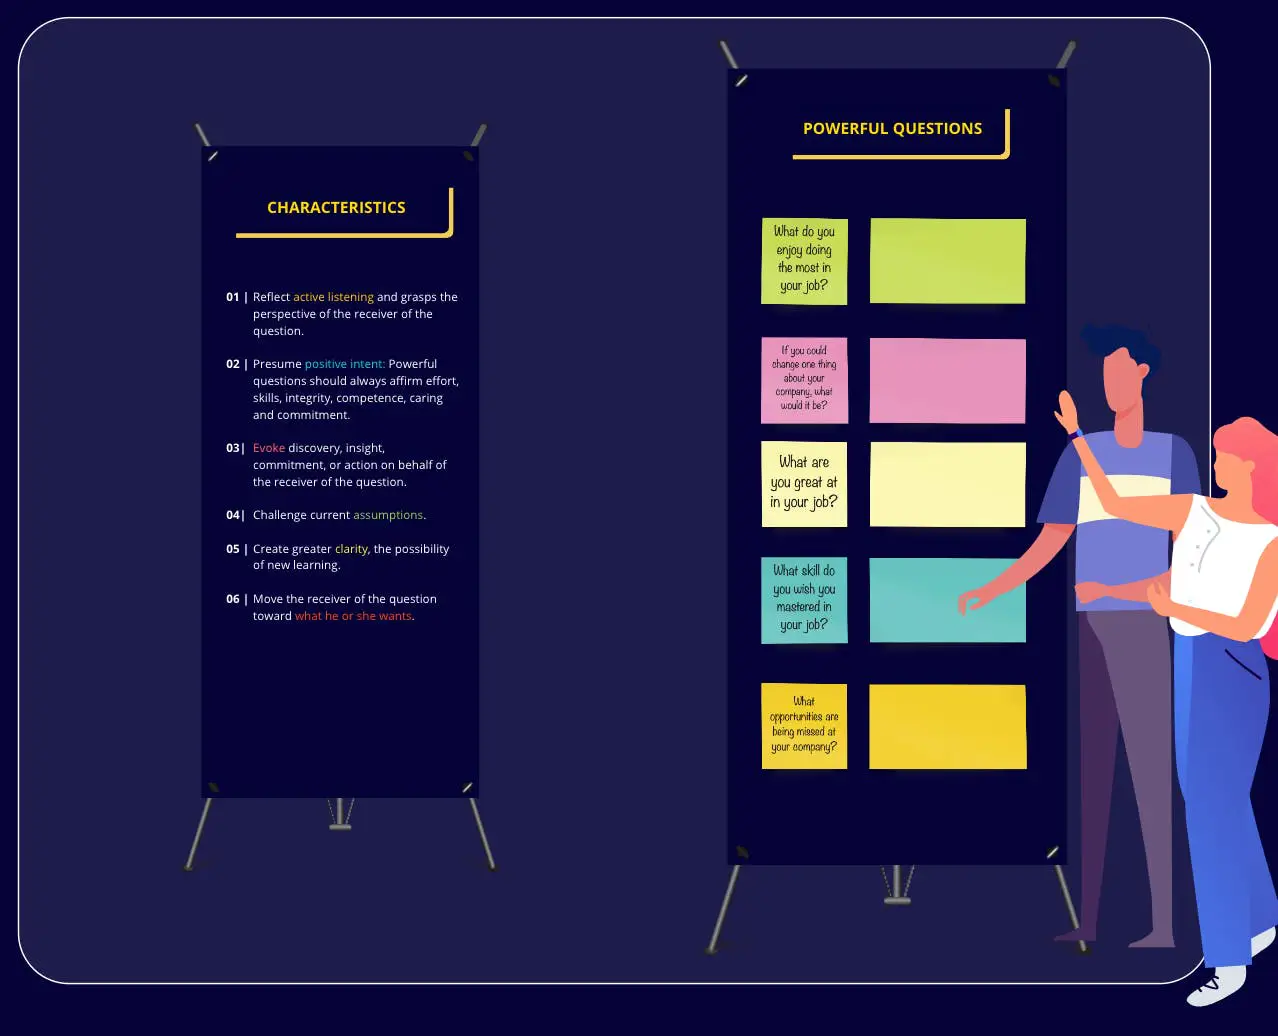 CHARACTERISTICS
01 | Reflect active listening and grasps the
perspective of the receiver of the
question.
02 | Presume positive intent: Powerful
questions should always affirm effort,
skills, integrity, competence, caring
and commitment.
03| Evoke discovery, insight,
commitment, or action on behalf of
the receiver of the question.
04| Challenge current assumptions.
05 | Create greater clarity, the possibility
of new learning.
06 | Move the receiver of the question
toward what he or she wants.
POWERFUL QUESTIONS
What do you
enjoy doing
the most in
your job?
If you could
change one thing
about your
company, what
would it be?
What are
you great at
in your job?
What skill do
you wish you
mastered in
your job?
What
opportunities are
being missed at
your company?